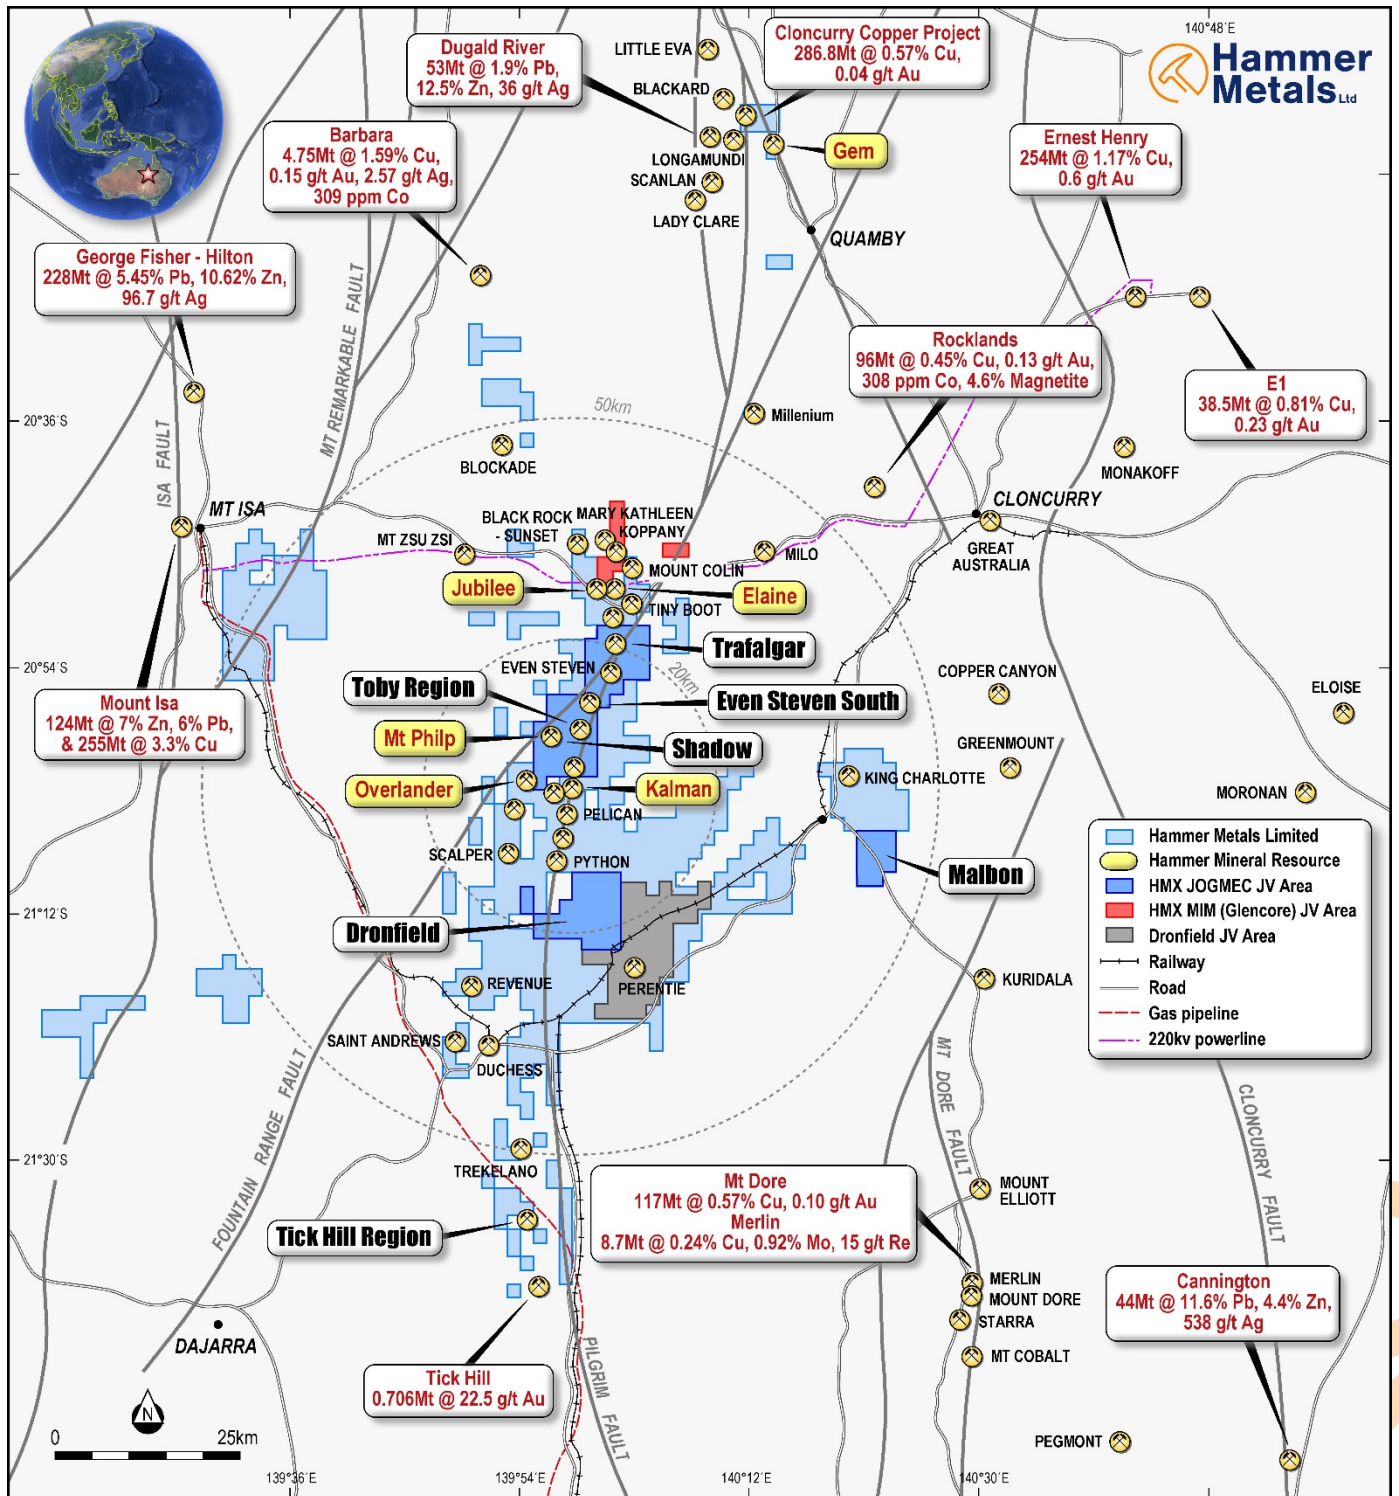 140°48´E
Hammer
Metals Ltd
LITTLE EVA
Dugald River
53Mt @ 1.9% Pb,
12.5% Zn, 36 g/t Ag
Cloncurry Copper Project
286.8Mt @ 0.57% Cu,
0.04 g/t Au
BLACKARD
Barbara
4.75Mt @ 1.59% Cu,
0.15 g/t Au, 2.57 g/t Ag,
309 ppm Co
Ernest Henry
254Mt @ 1.17% Cu,
0.6 g/t Au
LONGAMUNDI
Gem
SCANLAN
LADY CLARE
QUAMBY
George Fisher - Hilton
228Mt @ 5.45% Pb, 10.62% Zn,
96.7 g/t Ag
MT REMARKABLE FAULT
Rocklands
96Mt @ 0.45% Cu, 0.13 g/t Au,
308 ppm Co, 4.6% Magnetite
E1
38.5Mt @ 0.81% Cu,
0.23 g/t Au
20°36´S
50km
Millenium
ISA FAULT
BLOCKADE
MONAKOFF
MT ISA
CLONCURRY
BLACK ROCK
- SUNSET
MARY KATHLEEN
KOPPANY
MT ZSU ZSI
MILO
GREAT
AUSTRALIA
MOUNT COLIN
Jubilee
Elaine
TINY BOOT
Trafalgar
20°54´S
EVEN STEVEN
20km
COPPER CANYON
Toby Region
Even Steven South
ELOISE
Mount Isa
124Mt @ 7% Zn, 6% Pb,
& 255Mt @ 3.3% Cu
Mt Philp
Shadow
GREENMOUNT
KING CHARLOTTE
Overlander
Kalman
MORONAN
PELICAN
SCALPER
PYTHON
Malbon
Hammer Metals Limited
Hammer Mineral Resource
HMX JOGMEC JV Area
HMX MIM (Glencore) JV Area
Dronfield JV Area
Railway
Road
Gas pipeline
220kv powerline
21°12´S
Dronfield
REVENUE
PERENTIE
KURIDALA
SAINT ANDREWS
DUCHESS
MT DORE FAULT
FOUNTAIN RANGE FAULT
CLONCURRY FAULT
21°30´S
TREKELANO
Mt Dore
117Mt @ 0.57% Cu, 0.10 g/t Au
Merlin
8.7Mt @ 0.24% Cu, 0.92% Mo, 15 g/t Re
MOUNT
ELLIOTT
Tick Hill Region
MERLIN
MOUNT DORE
STARRA
Cannington
44Mt @ 11.6% Pb, 4.4% Zn,
538 g/t Ag
DAJARRA
MT COBALT
Tick Hill
0.706Mt @ 22.5 g/t Au
PILGRIM FAULT
N
0 25km
PEGMONT
139°36´E
139°54´E
140°12´E
140°30´E